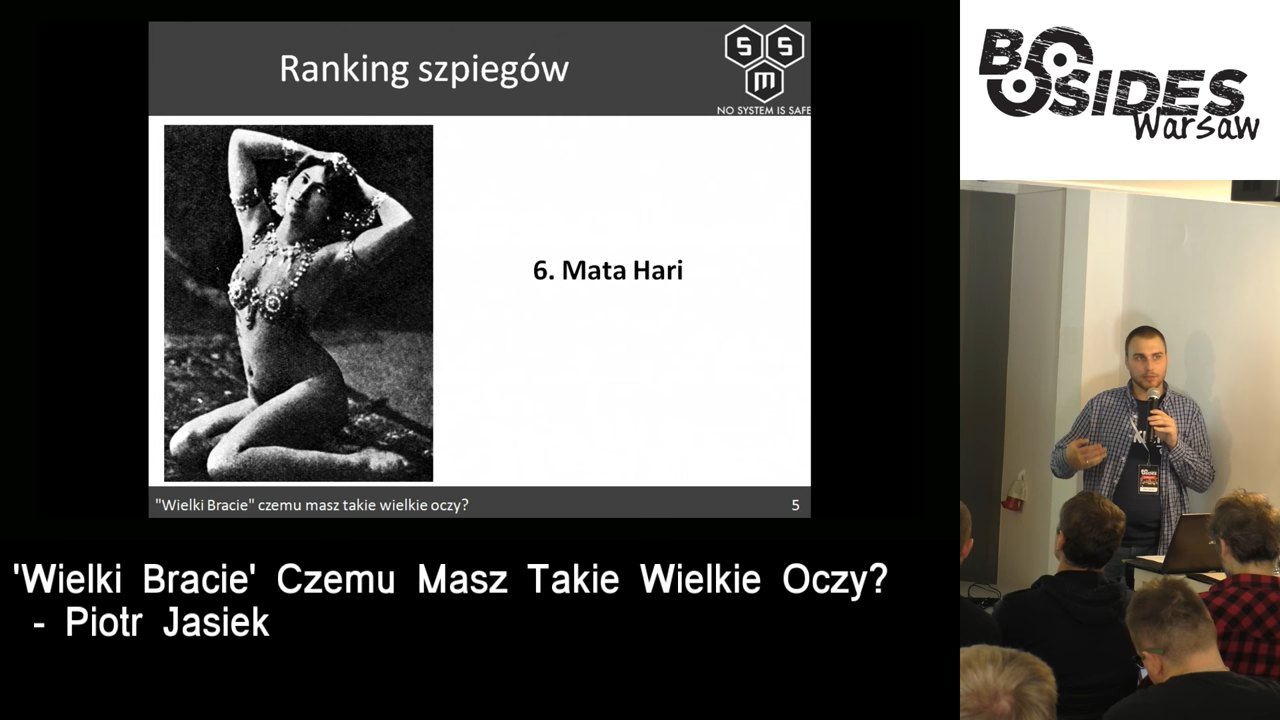 Ranking szpiegów
S S
m
NO SYSTEM IS SAFE
6. Mata Hari
"Wielki Bracie" czemu masz takie wielkie oczy?
5
BSIDES
Warsaw
'Wielki Bracie' Czemu Masz Takie Wielkie Oczy?
- Piotr Jasiek